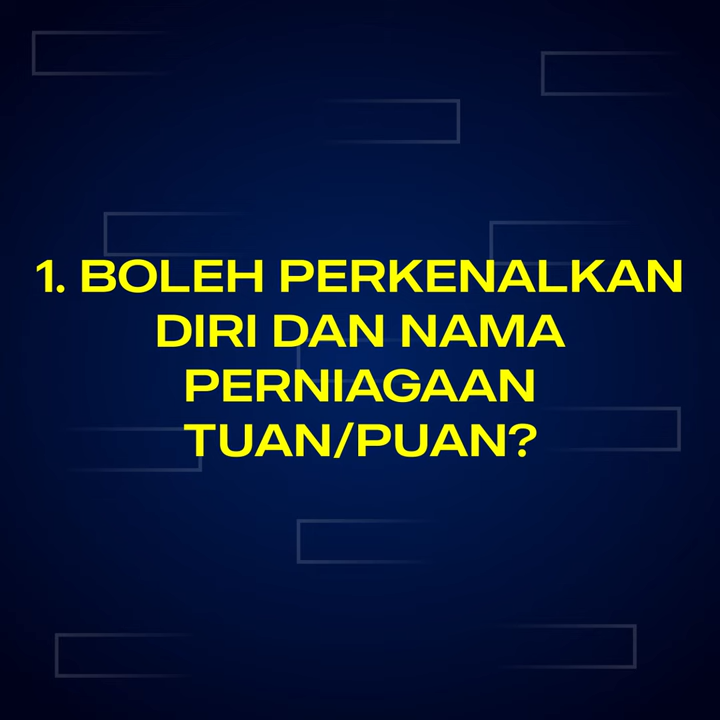 1. BOLEH PERKENALKAN
DIRI DAN NAMA
PERNIAGAAN
TUAN/PUAN?